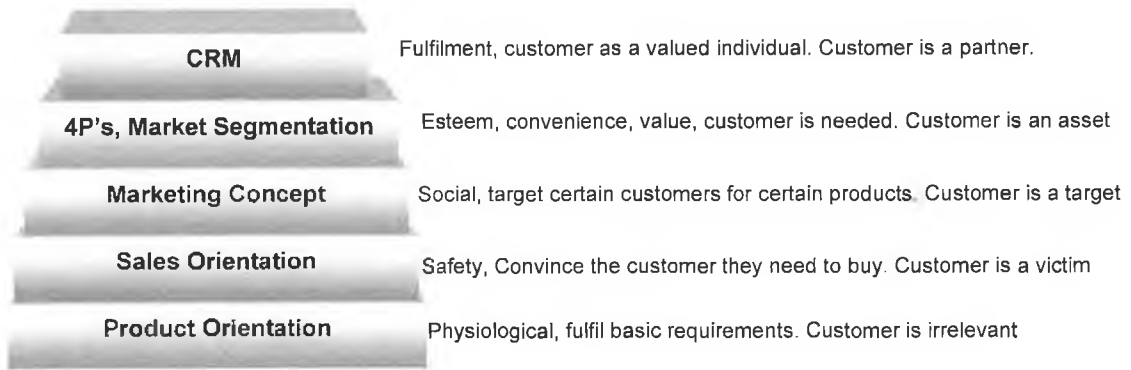 CRM
Fulfilment, customer as a valued individual. Customer is a partner.
4P's, Market Segmentation
Esteem, convenience, value, customer is needed. Customer is an asset
Marketing Concept
Social, target certain customers for certain products. Customer is a target
Sales Orientation
Safety, Convince the customer they need to buy. Customer is a victim
Product Orientation
Physiological, fulfil basic requirements. Customer is irrelevant